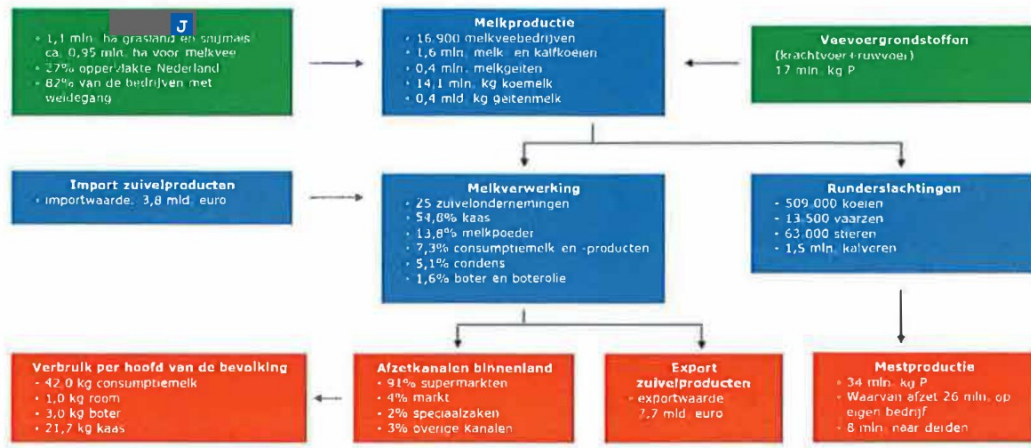 J
• 1,1 mln. ha grasland en snijmais
ca. 0,95 mln. ha voor melkvee
• 27% oppervlakte Nederland
• 82% van de bedrijven met
weidegang
Melkproductie
• 16.900 melkveebedrijven
• 1,6 mln. melk- en kalfkoeien
• 0,4 mln. melkgeiten
• 14,1 mln. kg koemelk
• 0,4 mld. kg geitenmelk
Veevoergrondstoffen
(krachtvoer+ruwvoer)
17 mln. kg P
Import zuivelproducten
• importwaarde: 3,8 mld. euro
Melkverwerking
• 25 zuivelondernemingen
• 54,8% kaas
• 13,8% melkpoeder
• 7,3% consumptiemelk en -producten
• 5,1% condens
• 1,6% boter en boterolie
Runderslachtingen
• 509.000 koeien
• 13.500 vaarzen
• 63.000 stieren
• 1,5 mln. kalveren
Verbruik per hoofd van de bevolking
• 42,0 kg consumptiemelk
• 1,0 kg room
• 3,0 kg boter
• 21,7 kg kaas
Afzetkanalen binnenland
• 91% supermarkten
• 4% markt
• 2% speciaalzaken
• 3% overige kanalen
Export
zuivelproducten
• exportwaarde
7,7 mld. euro
Mestproductie
• 34 mln. kg P
• Waarvan afzet 26 mln. op
eigen bedrijf
• 8 mln. naar derden